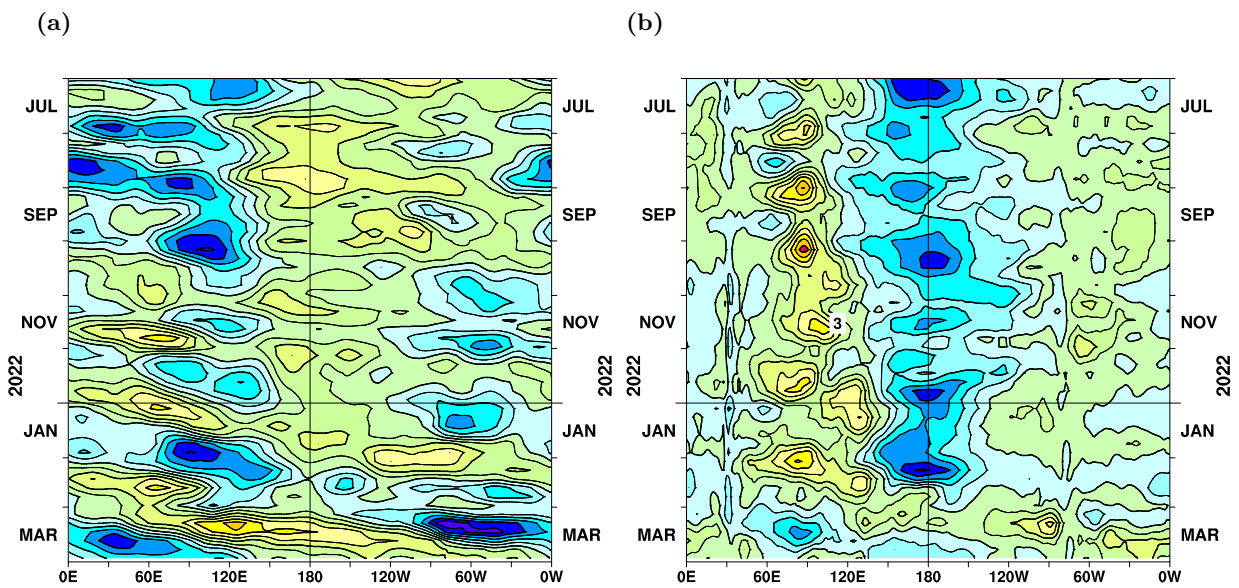 (a) (b)
JUL JUL JUL JUL
SEP SEP SEP SEP
NOV NOV 3 NOV NOV
2022 2022 2022 2022
JAN JAN JAN JAN
MAR MAR MAR MAR
0E 60E 120E 180 120W 60W 0W 0E 60E 120E 180 120W 60W 0W